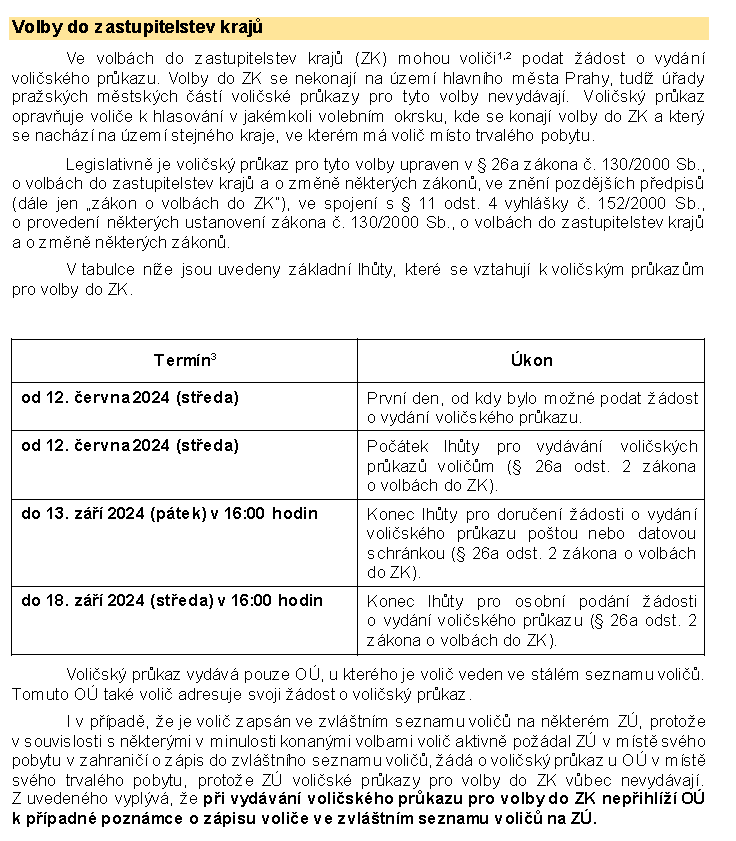 Volby do zastupitelstev krajů
Ve volbách do zastupitelstev krajů (ZK) mohou voliči1,2 podat žádost o vydání
voličského průkazu. Volby do ZK se nekonají na území hlavního města Prahy, tudíž úřady
pražských městských částí voličské průkazy pro tyto volby nevydávají. Voličský průkaz
opravňuje voliče k hlasování v jakémkoli volebním okrsku, kde se konají volby do ZK a který
se nachází na území stejného kraje, ve kterém má volič místo trvalého pobytu.
Legislativně je voličský průkaz pro tyto volby upraven v § 26a zákona č. 130/2000 Sb.,
o volbách do zastupitelstev krajů a o změně některých zákonů, ve znění pozdějších předpisů
(dále jen „zákon o volbách do ZK“), ve spojení s § 11 odst. 4 vyhlášky č. 152/2000 Sb.,
o provedení některých ustanovení zákona č. 130/2000 Sb., o volbách do zastupitelstev krajů
a o změně některých zákonů.
V tabulce níže jsou uvedeny základní lhůty, které se vztahují k voličským průkazům
pro volby do ZK.
Termín3 Úkon
od 12. června 2024 (středa) První den, od kdy bylo možné podat žádost
o vydání voličského průkazu.
od 12. června 2024 (středa) Počátek lhůty pro vydávání voličských
průkazů voličům (§ 26a odst. 2 zákona
o volbách do ZK).
do 13. září 2024 (pátek) v 16:00 hodin Konec lhůty pro doručení žádosti o vydání
voličského průkazu poštou nebo datovou
schránkou (§ 26a odst. 2 zákona o volbách
do ZK).
do 18. září 2024 (středa) v 16:00 hodin Konec lhůty pro osobní podání žádosti
o vydání voličského průkazu (§ 26a odst. 2
zákona o volbách do ZK).
Voličský průkaz vydává pouze OÚ, u kterého je volič veden ve stálém seznamu voličů.
Tomuto OÚ také volič adresuje svoji žádost o voličský průkaz.
I v případě, že je volič zapsán ve zvláštním seznamu voličů na některém ZÚ, protože
v souvislosti s některými v minulosti konanými volbami volič aktivně požádal ZÚ v místě svého
pobytu v zahraničí o zápis do zvláštního seznamu voličů, žádá o voličský průkaz u OÚ v místě
svého trvalého pobytu, protože ZÚ voličské průkazy pro volby do ZK vůbec nevydávají.
Z uvedeného vyplývá, že při vydávání voličského průkazu pro volby do ZK nepřihlíží OÚ
k případné poznámce o zápisu voliče ve zvláštním seznamu voličů na ZÚ.